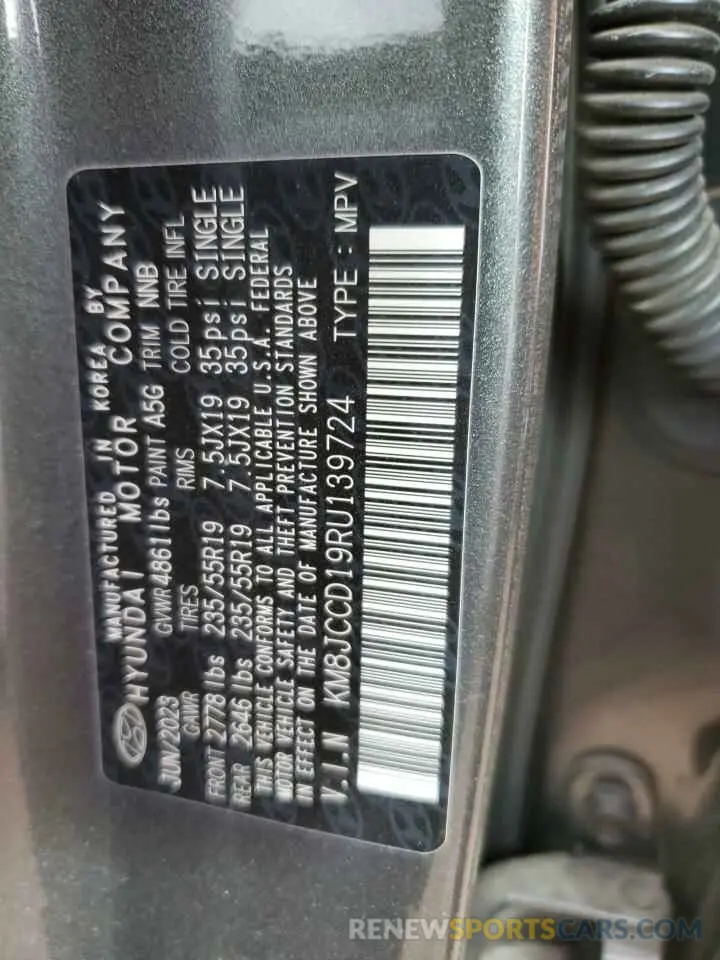 MANUFACTURED IN KOREA BY
HYUNDAI MOTOR COMPANY
JUN/2023 GVWR 4861lbs PAINT A5G TRIM NNB
GAWR TIRES RIMS COLD TIRE INFL
FRONT 2778 lbs 235/55R19 7.5JX19 35psi SINGLE
REAR 2646 lbs 235/55R19 7.5JX19 35psi SINGLE
THIS VEHICLE CONFORMS TO ALL APPLICABLE U.S.A. FEDERAL
MOTOR VEHICLE SAFETY AND THEFT PREVENTION STANDARDS
IN EFFECT ON THE DATE OF MANUFACTURE SHOWN ABOVE
V.I.N KM8JCCD19RU139724 TYPE : MPV
RENEWSPORTSCARS.COM